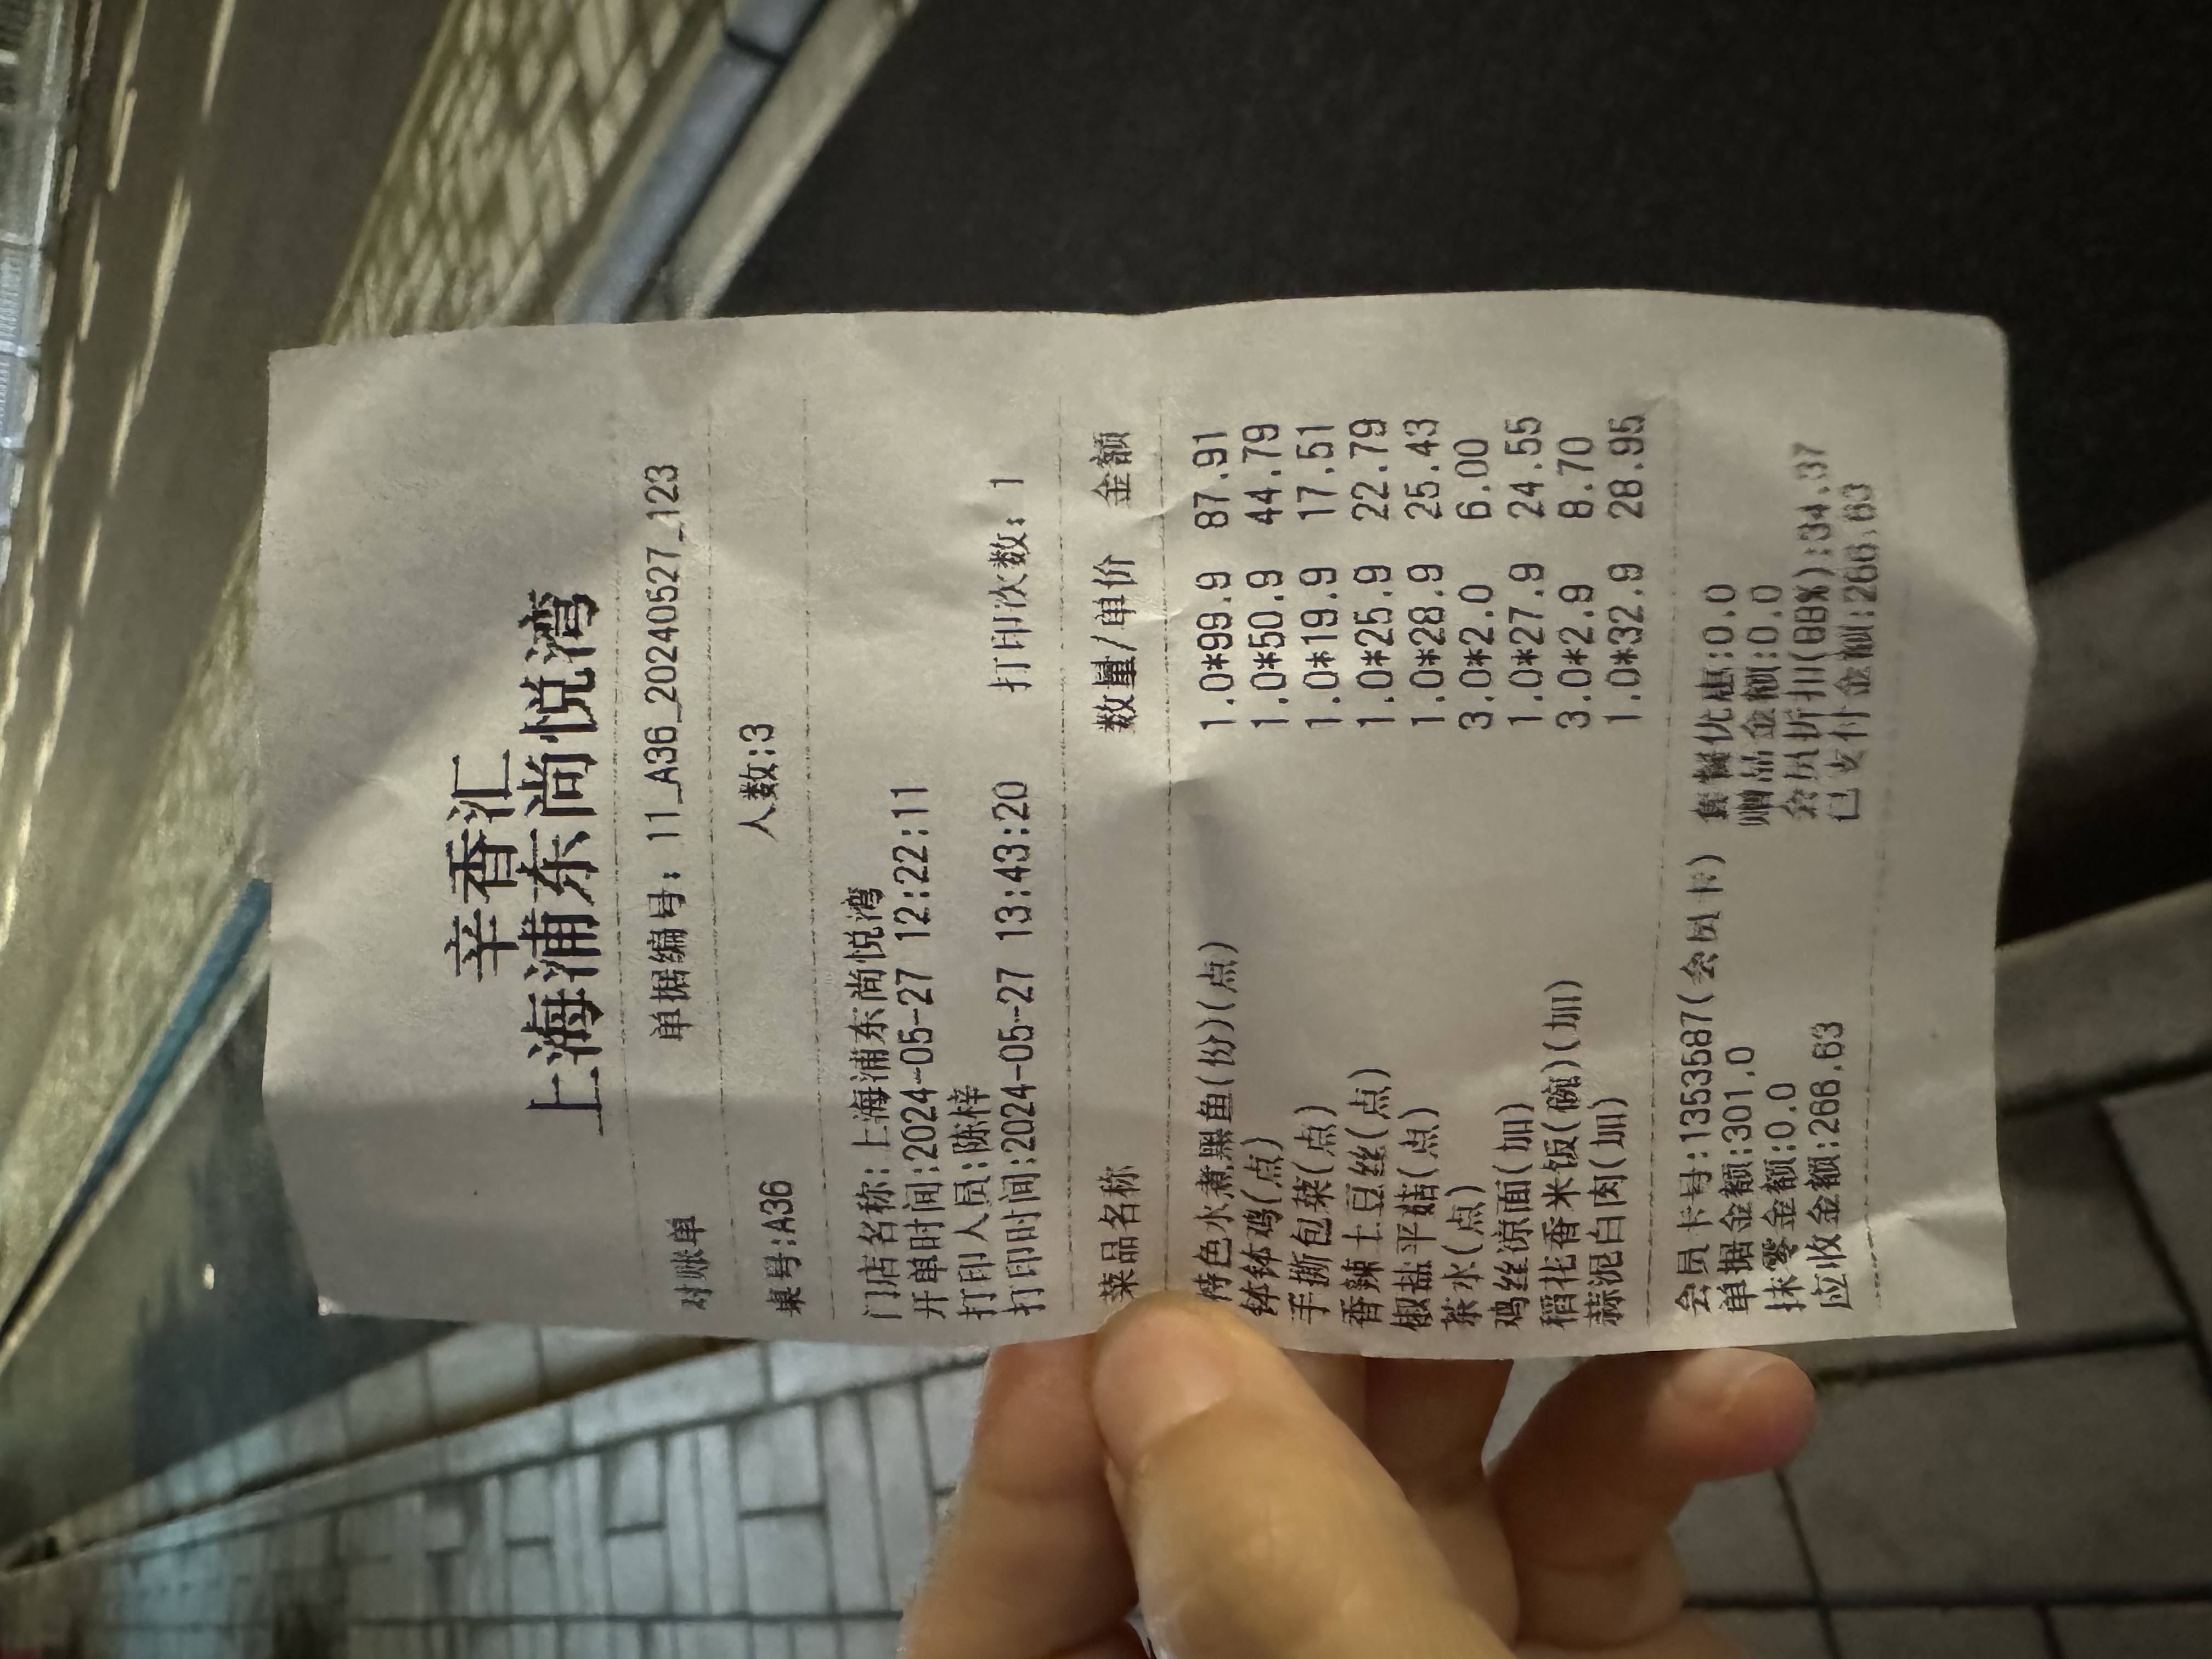 辛香汇
上海浦东尚悦湾
对账单 单据编号: 11_A36_20240527_123
桌号:A36 人数:3
门店名称: 上海浦东尚悦湾
开单时间:2024-05-27 12:22:11
打印人员:陈梓
打印时间:2024-05-27 13:43:20 打印次数: 1
菜品名称 数量/单价 金额
特色水煮黑鱼(份)(点) 1.0*99.9 87.91
钵钵鸡(点) 1.0*50.9 44.79
手撕包菜(点) 1.0*19.9 17.51
香辣土豆丝(点) 1.0*25.9 22.79
椒盐平菇(点) 1.0*28.9 25.43
茶水(点) 3.0*2.0 6.00
鸡丝凉面(加) 1.0*27.9 24.55
稻花香米饭(碗)(加) 3.0*2.9 8.70
蒜泥白肉(加) 1.0*32.9 28.95
会员卡号:1353587(会员卡) 套餐优惠:0.0
单据金额:301.0 赠品金额:0.0
抹零金额:0.0 会员折扣(88%):34.37
应收金额:266.63 已支付金额:266.63